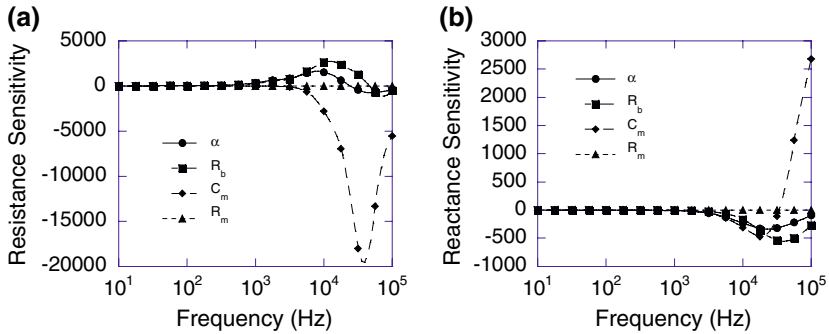 (a)
Resistance Sensitivity
5000
0
-5000
-10000
-15000
-20000
α
R_b
C_m
R_m
10^1 10^2 10^3 10^4 10^5
Frequency (Hz)
(b)
Reactance Sensitivity
3000
2500
2000
1500
1000
500
0
-500
-1000
α
R_b
C_m
R_m
10^1 10^2 10^3 10^4 10^5
Frequency (Hz)